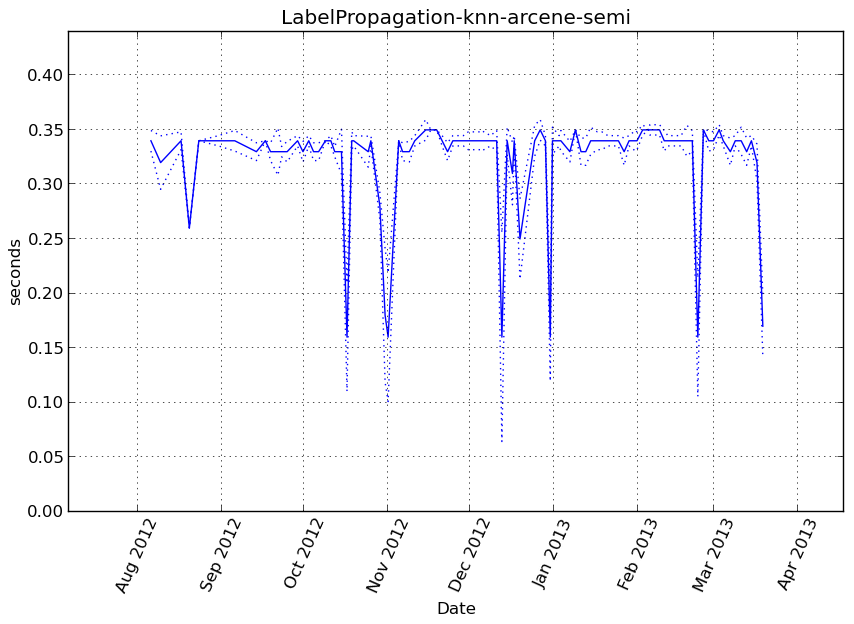 LabelPropagation-knn-arcene-semi
0.40
0.35
0.30
0.25
0.20
0.15
0.10
0.05
0.00
seconds
Aug 2012
Sep 2012
Oct 2012
Nov 2012
Dec 2012
Jan 2013
Feb 2013
Mar 2013
Apr 2013
Date